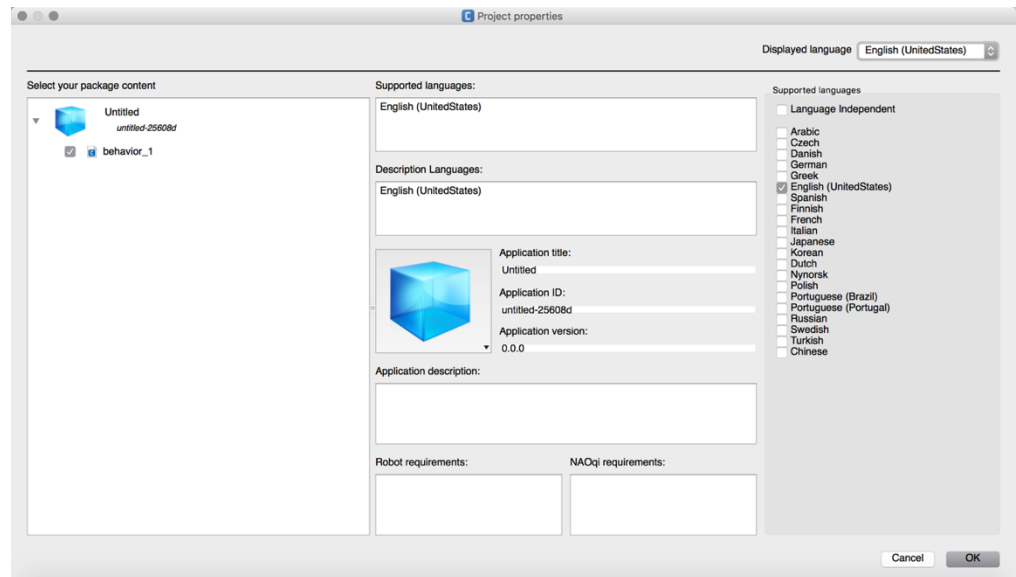 Project properties
Displayed language English (UnitedStates)
Select your package content
Untitled
untitled-25608d
behavior_1
Supported languages:
English (UnitedStates)
Description Languages:
English (UnitedStates)
Application title:
Untitled
Application ID:
untitled-25608d
Application version:
0.0.0
Application description:
Robot requirements:
NAOqi requirements:
Supported languages
Language Independent
Arabic
Czech
Danish
German
Greek
English (UnitedStates)
Spanish
Finnish
French
Italian
Japanese
Korean
Dutch
Nynorsk
Polish
Portuguese (Brazil)
Portuguese (Portugal)
Russian
Swedish
Turkish
Chinese
Cancel
OK